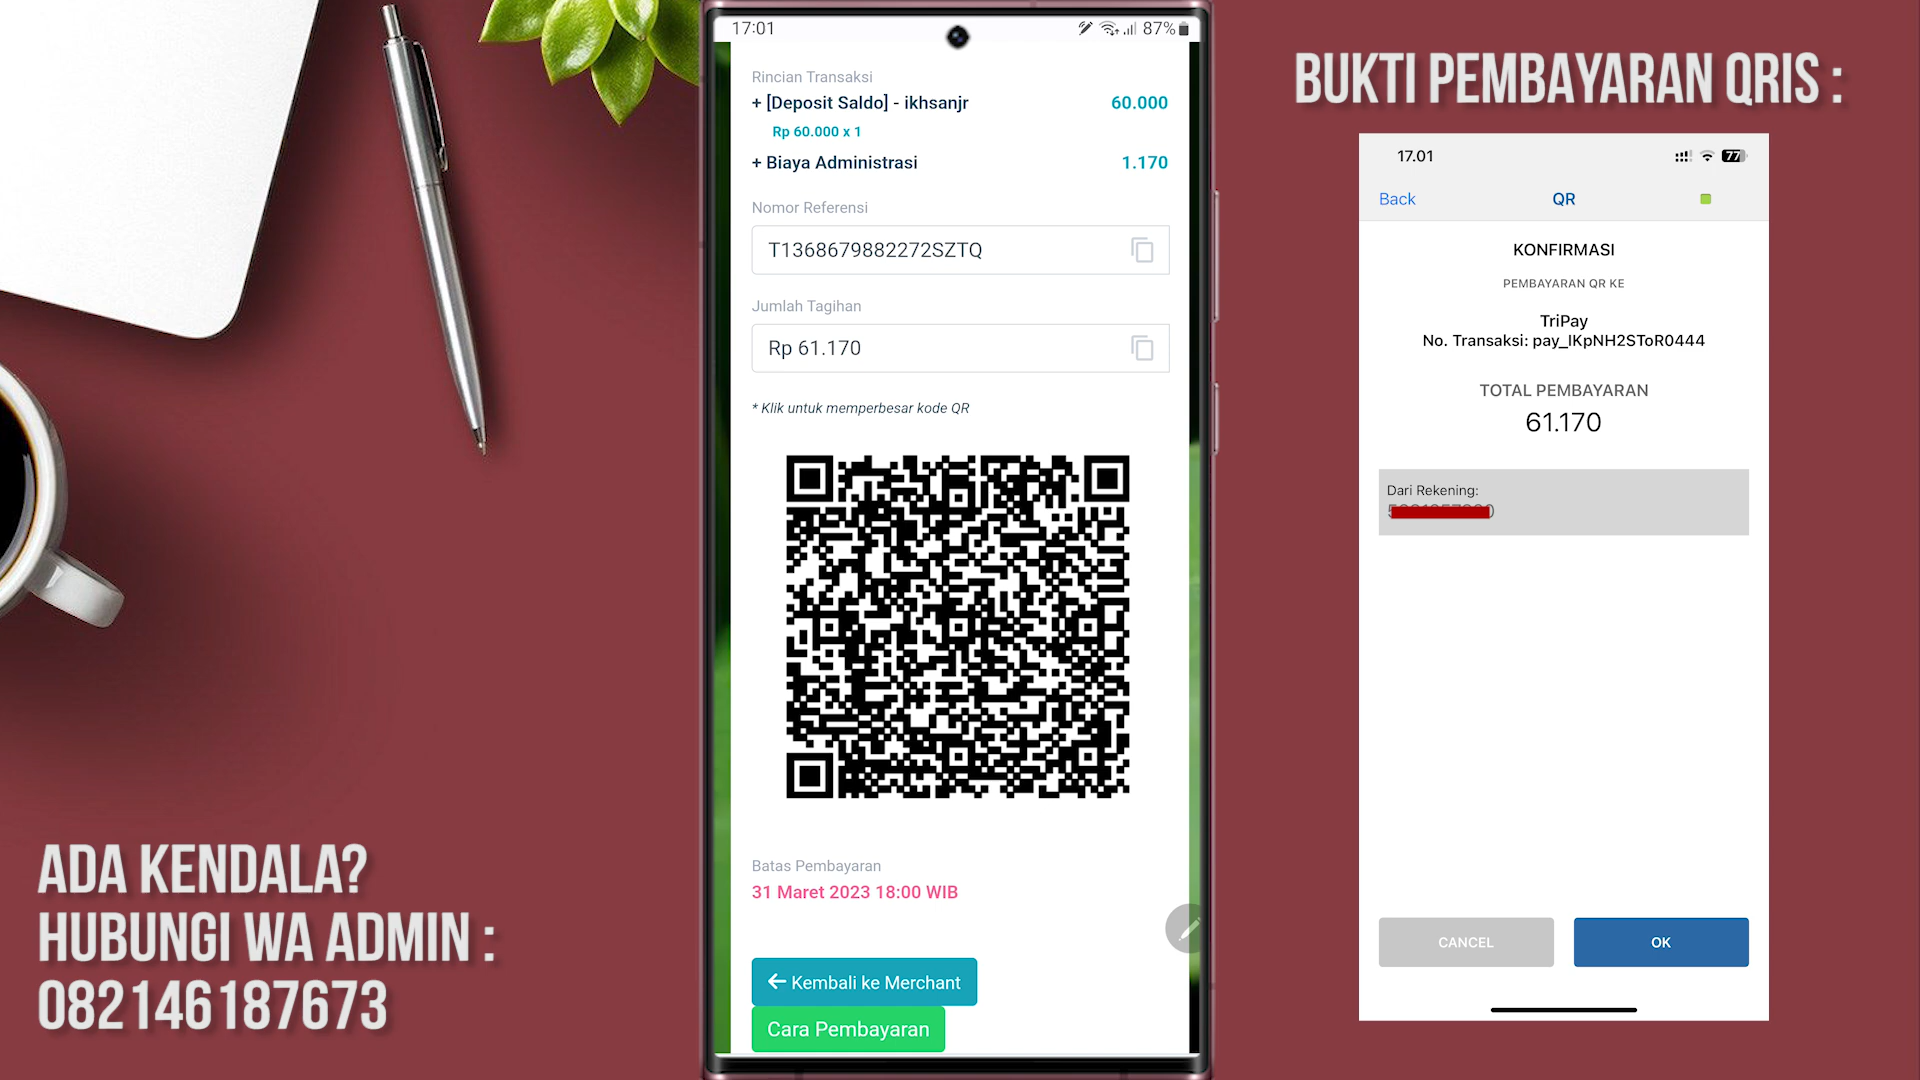 17:01
87%
Rincian Transaksi
+ [Deposit Saldo] - ikhsanjr
60.000
Rp 60.000 x 1
+ Biaya Administrasi
1.170
Nomor Referensi
T1368679882272SZTQ
Jumlah Tagihan
Rp 61.170
* Klik untuk memperbesar kode QR
Batas Pembayaran
31 Maret 2023 18:00 WIB
Kembali ke Merchant
Cara Pembayaran
ADA KENDALA?
HUBUNGI WA ADMIN :
082146187673
BUKTI PEMBAYARAN QRIS :
17.01
77
Back
QR
KONFIRMASI
PEMBAYARAN QR KE
TriPay
No. Transaksi: pay_IKpNH2SToR0444
TOTAL PEMBAYARAN
61.170
Dari Rekening:
CANCEL
OK